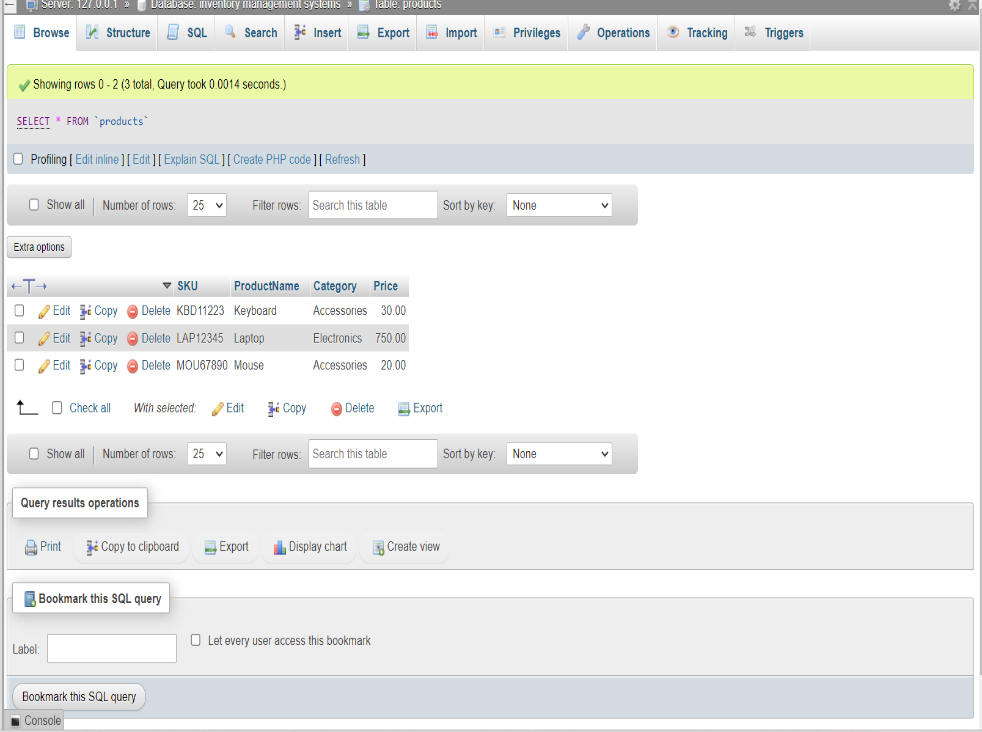 Server: 127.0.0.1 » Database: inventory management systems » Table: products
Browse Structure SQL Search Insert Export Import Privileges Operations Tracking Triggers
Showing rows 0 - 2 (3 total, Query took 0.0014 seconds.)
SELECT * FROM `products`
Profiling [ Edit inline ] [ Edit ] [ Explain SQL ] [ Create PHP code ] [ Refresh ]
Show all Number of rows: 25 Filter rows: Search this table Sort by key: None
Extra options
←T→ SKU ProductName Category Price
Edit Copy Delete KBD11223 Keyboard Accessories 30.00
Edit Copy Delete LAP12345 Laptop Electronics 750.00
Edit Copy Delete MOU67890 Mouse Accessories 20.00
Check all With selected: Edit Copy Delete Export
Show all Number of rows: 25 Filter rows: Search this table Sort by key: None
Query results operations
Print Copy to clipboard Export Display chart Create view
Bookmark this SQL query
Label: Let every user access this bookmark
Bookmark this SQL query
Console